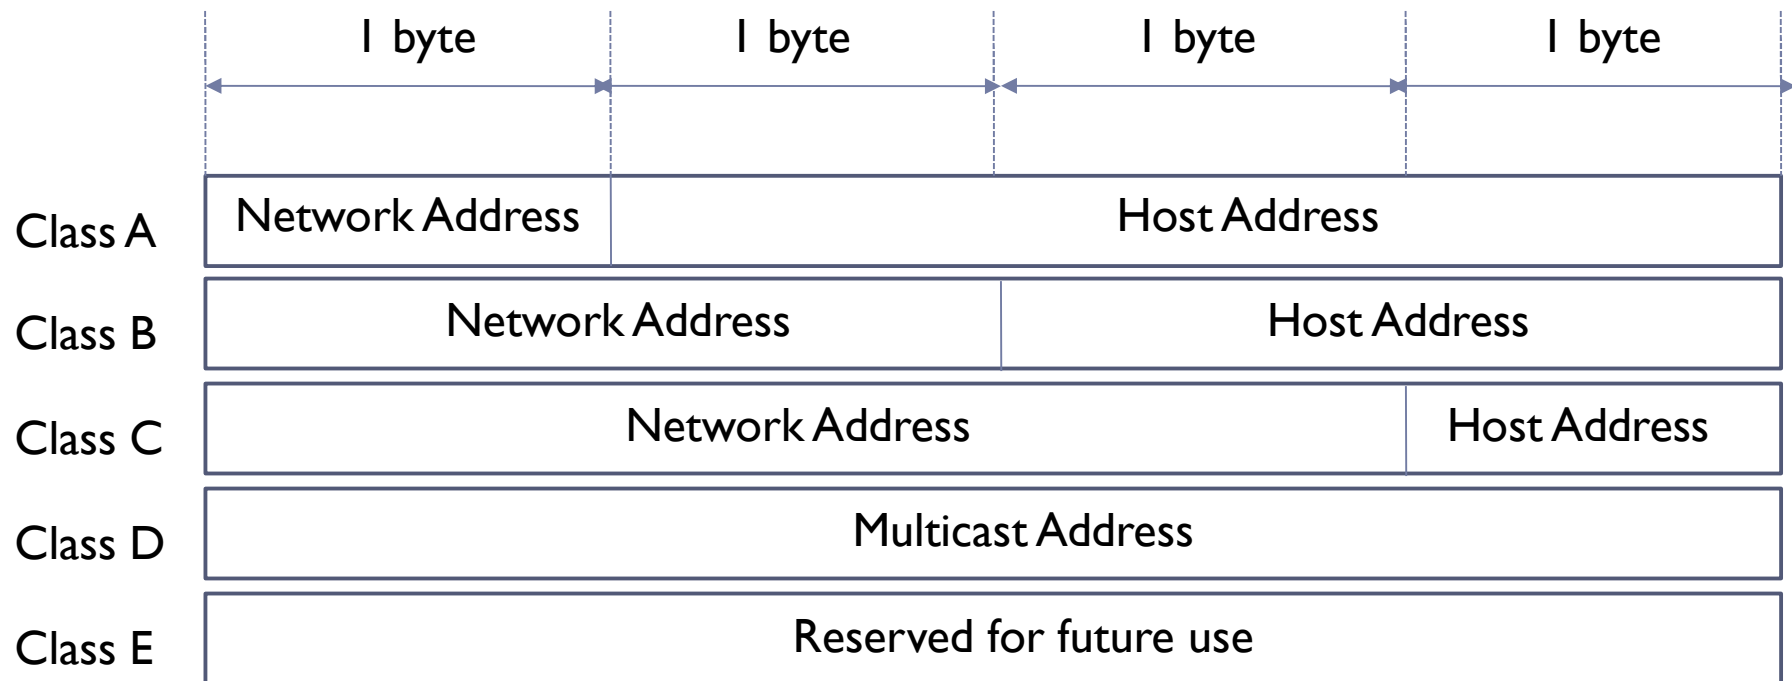 1 byte 1 byte 1 byte 1 byte
Class A Network Address Host Address
Class B Network Address Host Address
Class C Network Address Host Address
Class D Multicast Address
Class E Reserved for future use